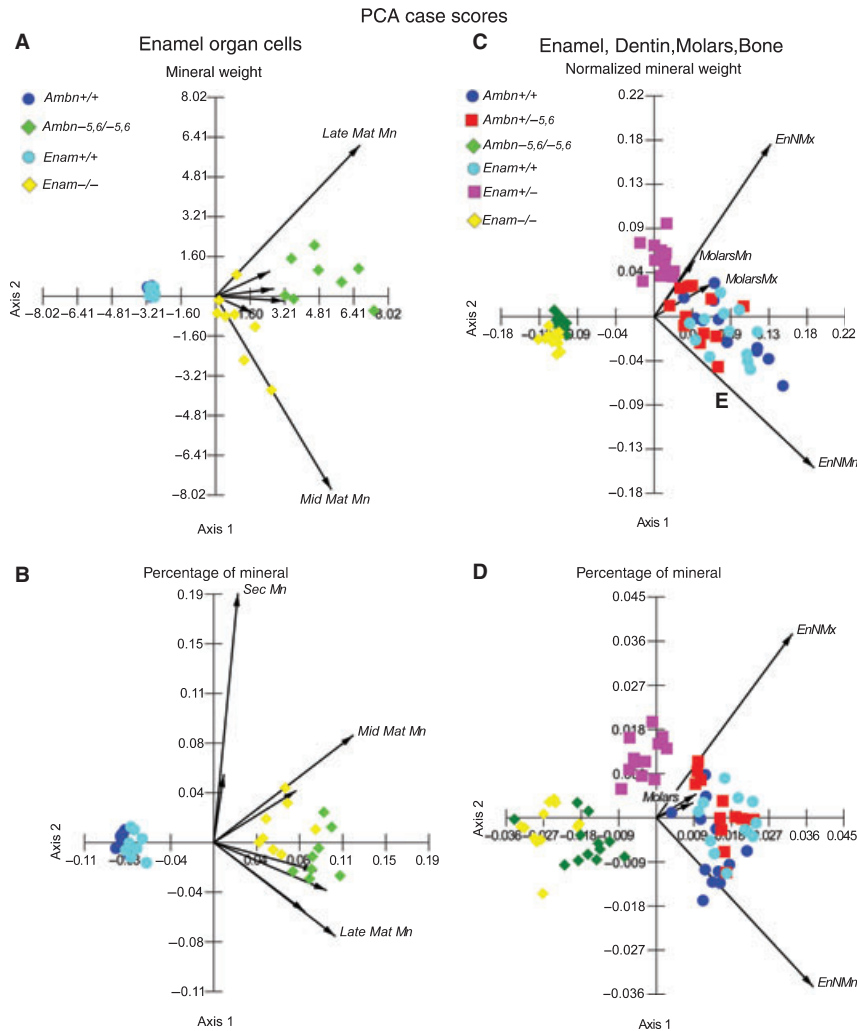 PCA case scores
A
Enamel organ cells
Mineral weight
Ambn+/+
Ambn−5,6/−5,6
Enam+/+
Enam−/−
8.02
6.41
4.81
3.21
1.60
−1.60
−3.21
−4.81
−6.41
−8.02
Late Mat Mn
Mid Mat Mn
Axis 2
−8.02 −6.41 −4.81 −3.21 −1.60 3.21 4.81 6.41 8.02
Axis 1
C
Enamel, Dentin,Molars,Bone
Normalized mineral weight
Ambn+/+
Ambn+/−5,6
Ambn−5,6/−5,6
Enam+/+
Enam+/−
Enam−/−
0.22
0.18
0.13
0.09
0.04
−0.04
−0.09
−0.13
−0.18
EnNMx
MolarsMn
MolarsMx
E
EnNMn
Axis 2
−0.18 −0.09 −0.04 0.09 0.13 0.18 0.22
Axis 1
B
Percentage of mineral
0.19
0.15
0.11
0.08
0.04
−0.04
−0.08
−0.11
Sec Mn
Mid Mat Mn
Late Mat Mn
Axis 2
−0.11 −0.04 0.11 0.19
Axis 1
D
Percentage of mineral
0.045
0.036
0.027
0.018
−0.009
−0.018
−0.027
−0.036
EnNMx
Molars
EnNMn
Axis 2
−0.036 −0.027 −0.018 −0.009 0.009 0.027 0.036 0.045
Axis 1